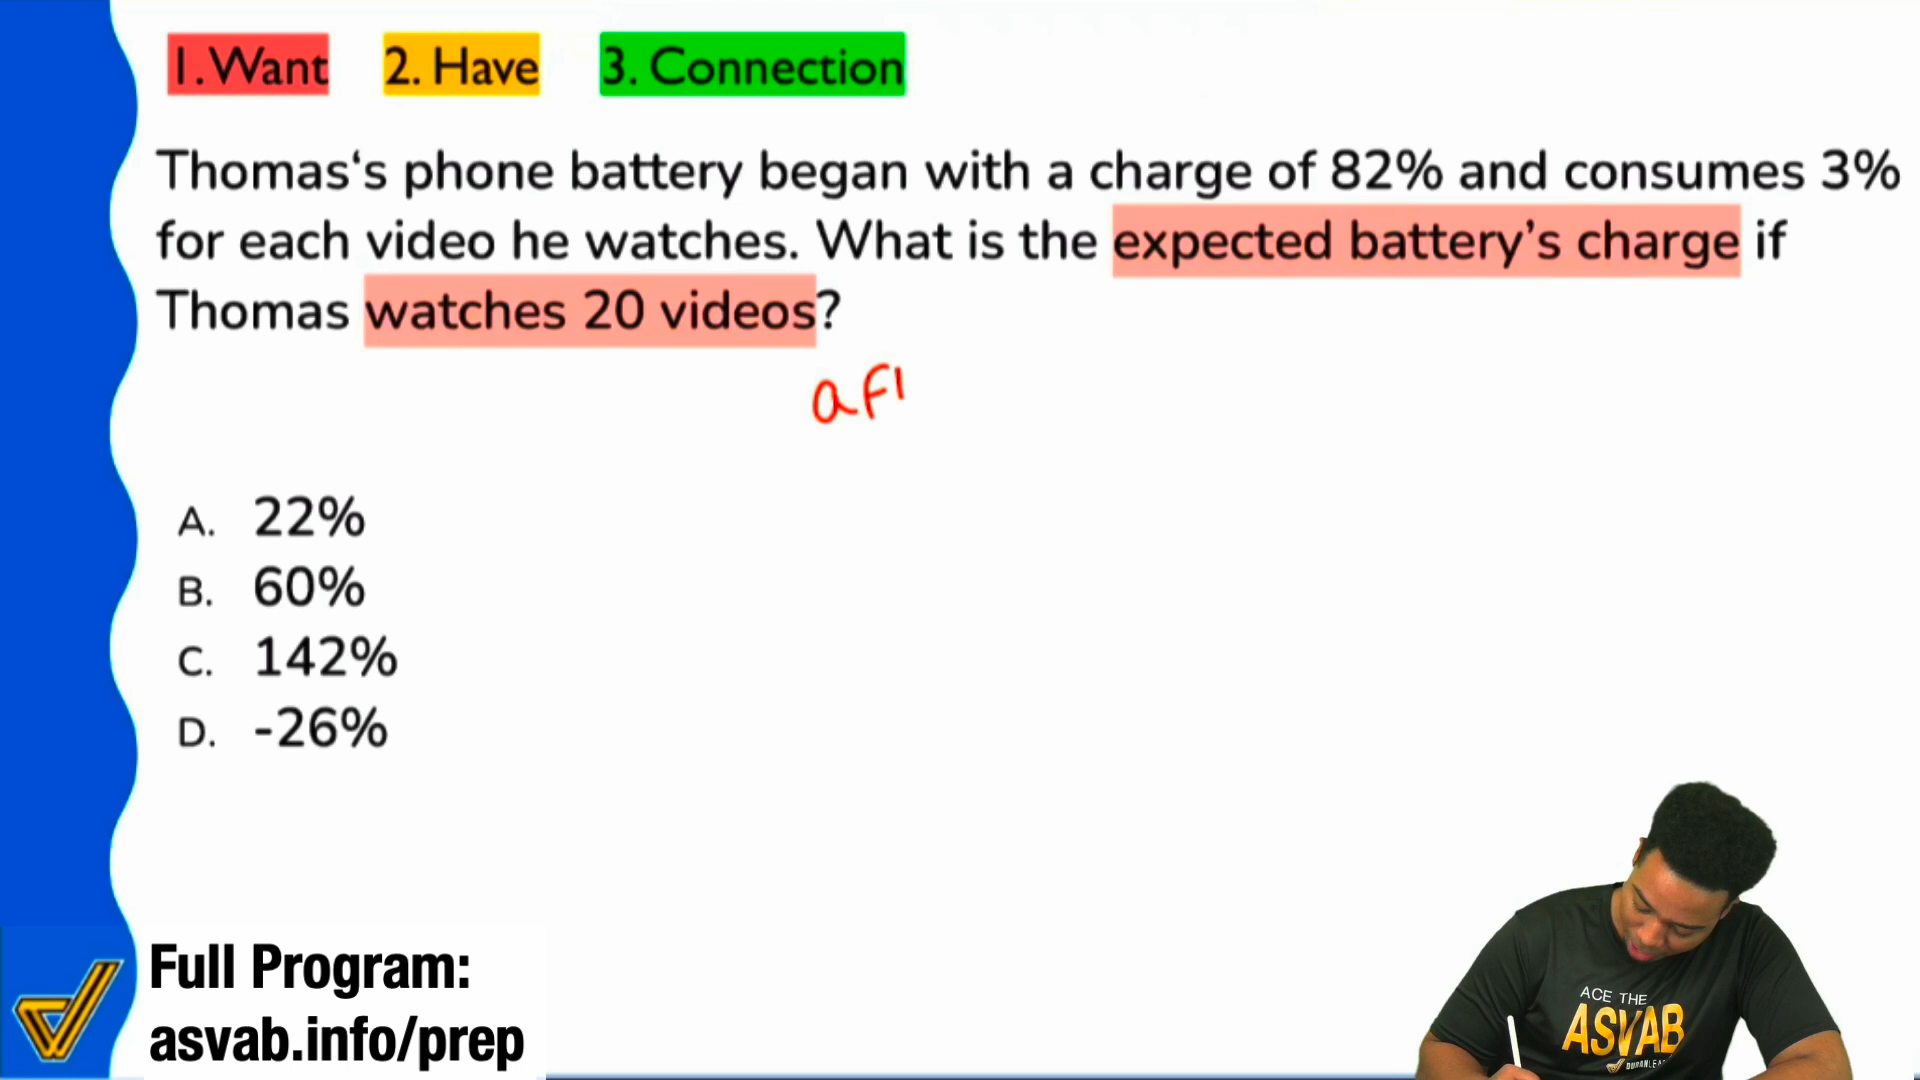 1. Want 2. Have 3. Connection
Thomas‘s phone battery began with a charge of 82% and consumes 3%
for each video he watches. What is the expected battery’s charge if
Thomas watches 20 videos?
A. 22%
B. 60%
C. 142%
D. -26%
ACE THE
ASVAB
Full Program:
asvab.info/prep